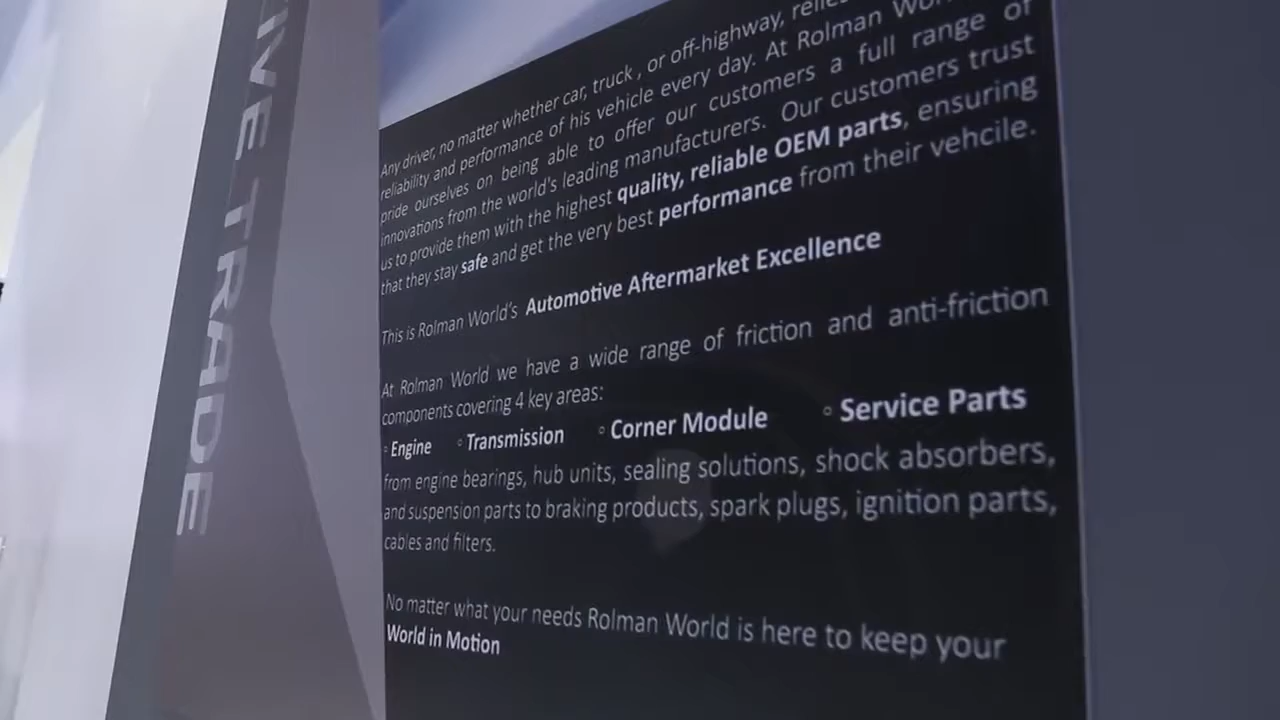 IVE TRADE
Any driver, no matter whether car, truck , or off-highway,
reliability and performance of his vehicle every day. At Rolman
pride ourselves on being able to offer our customers a full range of
innovations from the world's leading manufacturers. Our customers trust
us to provide them with the highest quality, reliable OEM parts, ensuring
that they stay safe and get the very best performance from their vehcile.
This is Rolman World's Automotive Aftermarket Excellence
At Rolman World we have a wide range of friction and anti-friction
components covering 4 key areas:
◦ Engine ◦ Transmission ◦ Corner Module ◦ Service Parts
from engine bearings, hub units, sealing solutions, shock absorbers,
and suspension parts to braking products, spark plugs, ignition parts,
cables and filters.
No matter what your needs Rolman World is here to keep your
World in Motion